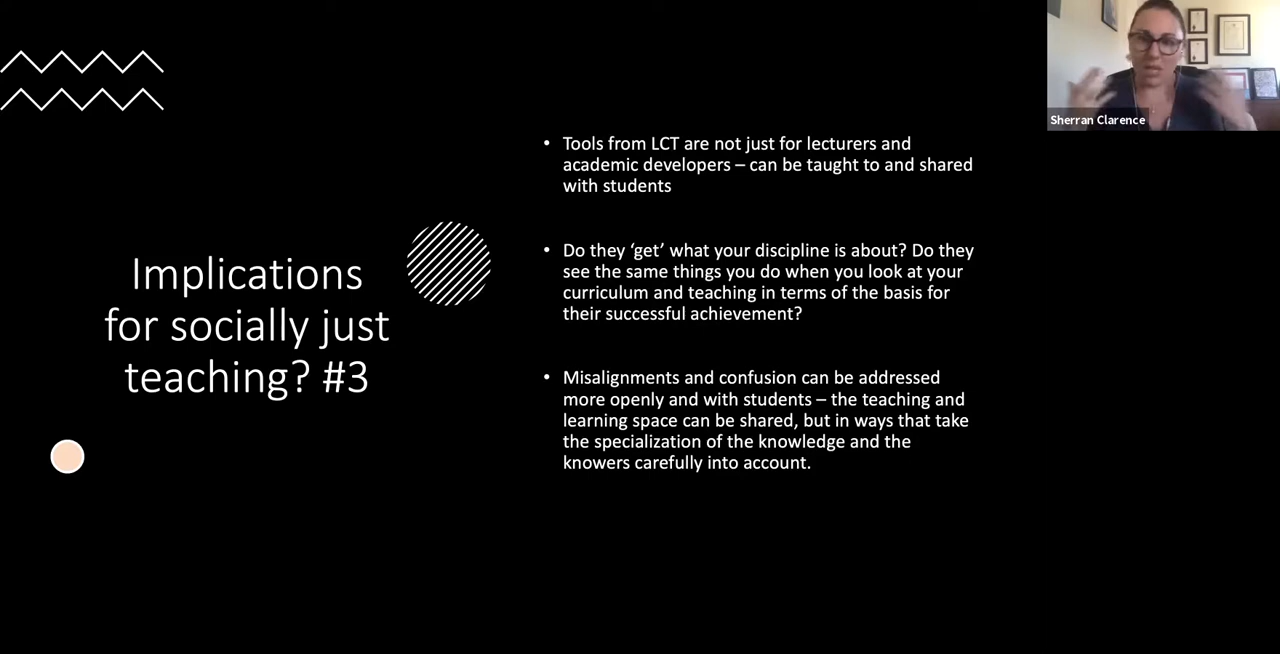 Sherran Clarence
Implications
for socially just
teaching? #3
• Tools from LCT are not just for lecturers and
academic developers – can be taught to and shared
with students
• Do they ‘get’ what your discipline is about? Do they
see the same things you do when you look at your
curriculum and teaching in terms of the basis for
their successful achievement?
• Misalignments and confusion can be addressed
more openly and with students – the teaching and
learning space can be shared, but in ways that take
the specialization of the knowledge and the
knowers carefully into account.